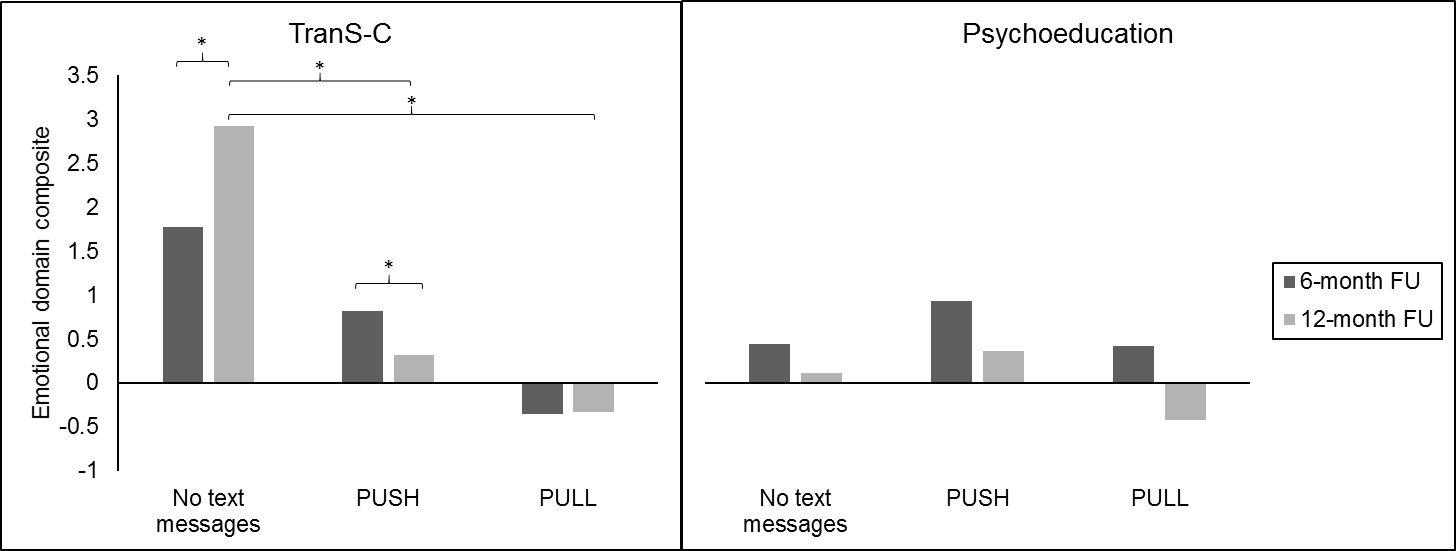 TranS-C
Psychoeducation
*
*
*
*
3.5
3
2.5
2
1.5
1
0.5
0
-0.5
-1
Emotional domain composite
No text
messages
PUSH
PULL
No text
messages
PUSH
PULL
6-month FU
12-month FU